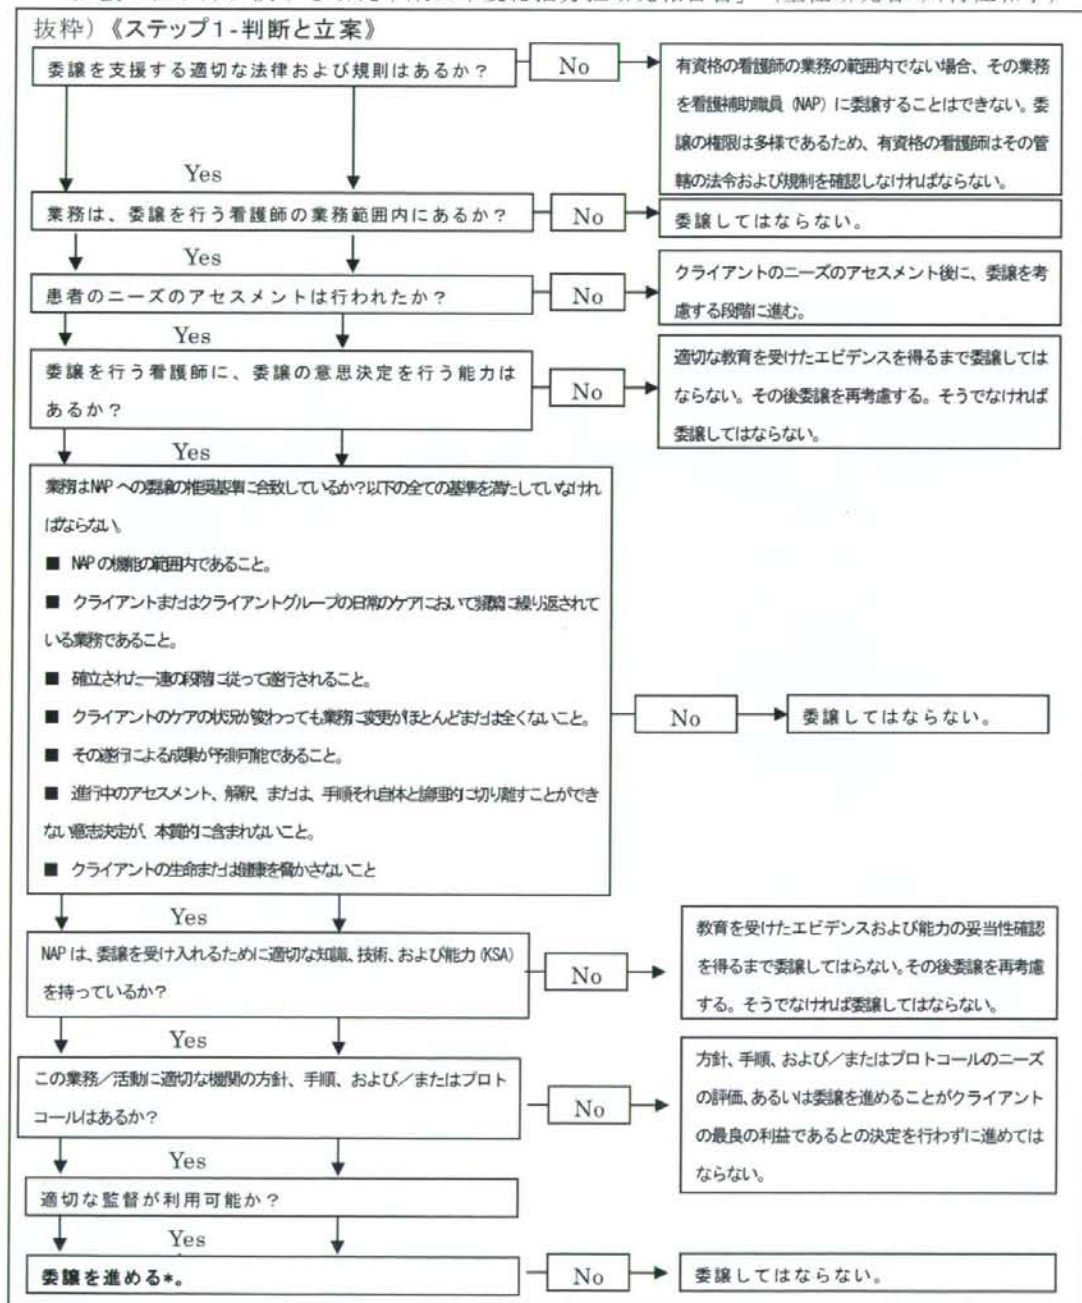 抜粋）《ステップ1-判断と立案》
委譲を支援する適切な法律および規則はあるか？
No
有資格の看護師の業務の範囲内でない場合、その業務
を看護補助職員（NAP）に委譲することはできない。委
譲の権限は多様であるため、有資格の看護師はその管
轄の法令および規制を確認しなければならない。
Yes
業務は、委譲を行う看護師の業務範囲内にあるか？
No
委譲してはならない。
Yes
患者のニーズのアセスメントは行われたか？
No
クライアントのニーズのアセスメント後に、委譲を考
慮する段階に進む。
Yes
委譲を行う看護師に、委譲の意思決定を行う能力は
あるか？
No
適切な教育を受けたエビデンスを得るまで委譲しては
ならない。その後委譲を再考慮する。そうでなければ
委譲してはならない。
Yes
業務はNAPへの委譲の推奨基準に合致しているか？以下の全ての基準を満たしていなけれ
ばならない。
■ NAPの機能の範囲内であること。
■ クライアントまたはクライアントグループの日常のケアにおいて頻繁に繰り返されて
いる業務であること。
■ 確立された一連の段階に従って遂行されること。
■ クライアントのケアの状況が変わっても業務に変更がほとんどまたは全くないこと。
■ その遂行による成果が予測可能であること。
■ 進行中のアセスメント、解釈、または、手順それ自体と論理的に切り離すことができ
ない意志決定が、本質的に含まれないこと。
■ クライアントの生命または健康を脅かさないこと
No
委譲してはならない。
Yes
NAPは、委譲を受け入れるために適切な知識、技術、および能力（KSA）
を持っているか？
No
教育を受けたエビデンスおよび能力の妥当性確認
を得るまで委譲してはらない。その後委譲を再考慮
する。そうでなければ委譲してはならない。
Yes
この業務／活動に適切な機関の方針、手順、および／またはプロト
コールはあるか？
No
方針、手順、および／またはプロトコールのニーズ
の評価、あるいは委譲を進めることがクライアント
の最良の利益であるとの決定を行わずに進めては
ならない。
Yes
適切な監督が利用可能か？
Yes
委譲を進める*。
No
委譲してはならない。